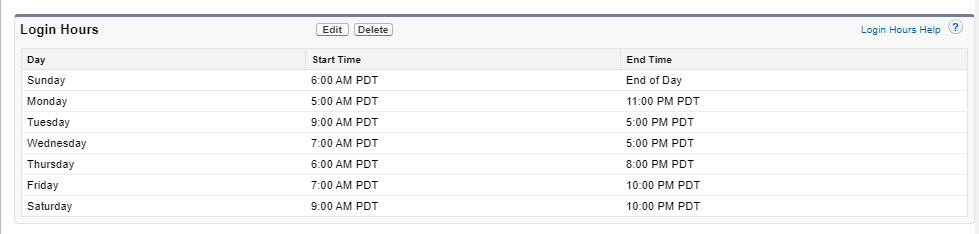 Login Hours Edit Delete Login Hours Help ?
Day Start Time End Time
Sunday 6:00 AM PDT End of Day
Monday 5:00 AM PDT 11:00 PM PDT
Tuesday 9:00 AM PDT 5:00 PM PDT
Wednesday 7:00 AM PDT 5:00 PM PDT
Thursday 6:00 AM PDT 8:00 PM PDT
Friday 7:00 AM PDT 10:00 PM PDT
Saturday 9:00 AM PDT 10:00 PM PDT